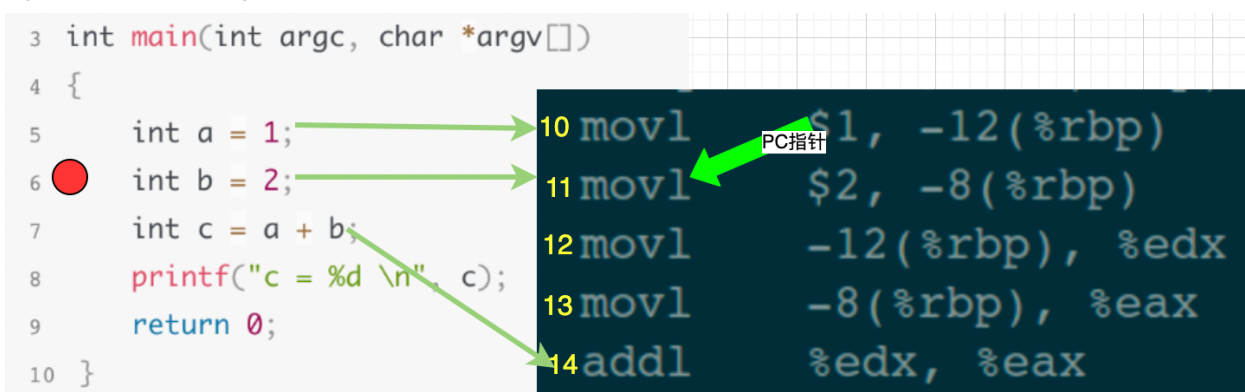 3 int main(int argc, char *argv[])
4 {
5 int a = 1;
6 int b = 2;
7 int c = a + b;
8 printf("c = %d \n", c);
9 return 0;
10 }
10 movl $1, -12(%rbp)
PC指针
11 movl $2, -8(%rbp)
12 movl -12(%rbp), %edx
13 movl -8(%rbp), %eax
14 addl %edx, %eax